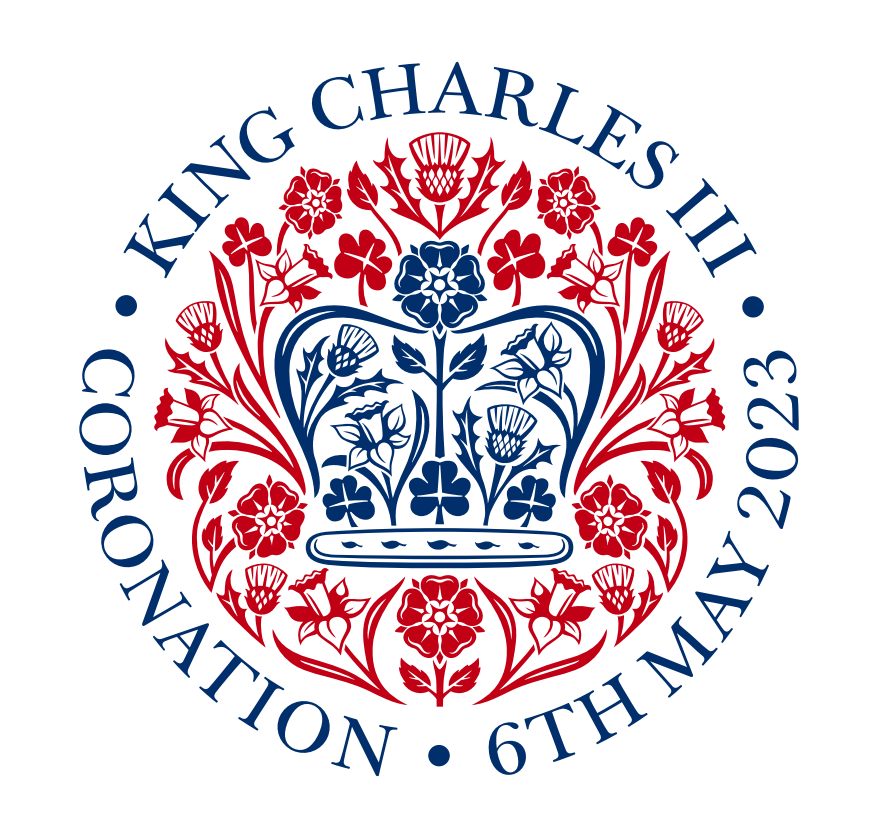 KING CHARLES III
• 6TH MAY 2023 •
CORONATION •